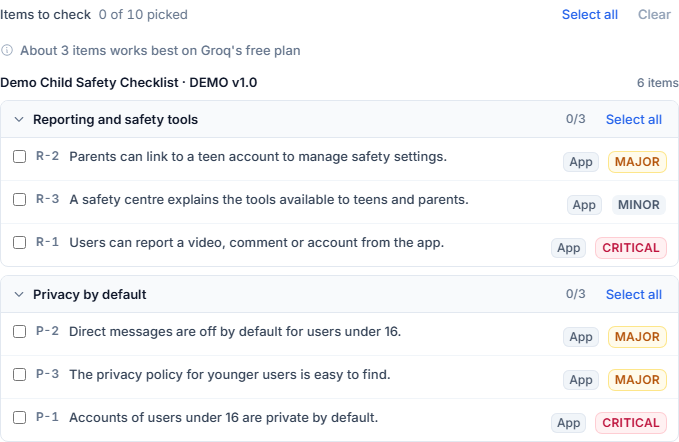 Items to check 0 of 10 picked Select all Clear
About 3 items works best on Groq's free plan
Demo Child Safety Checklist · DEMO v1.0 6 items
Reporting and safety tools 0/3 Select all
R-2 Parents can link to a teen account to manage safety settings. App MAJOR
R-3 A safety centre explains the tools available to teens and parents. App MINOR
R-1 Users can report a video, comment or account from the app. App CRITICAL
Privacy by default 0/3 Select all
P-2 Direct messages are off by default for users under 16. App MAJOR
P-3 The privacy policy for younger users is easy to find. App MAJOR
P-1 Accounts of users under 16 are private by default. App CRITICAL